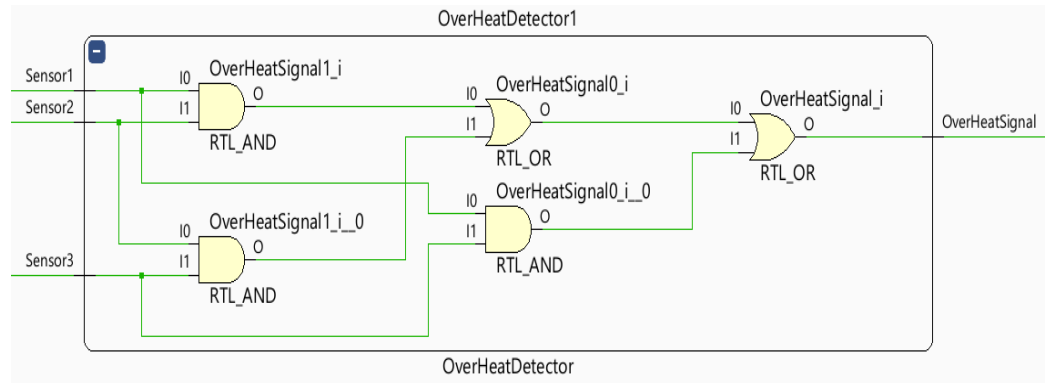 OverHeatDetector1
-
Sensor1
I0
OverHeatSignal1_i
O
Sensor2
I1
RTL_AND
I0
OverHeatSignal0_i
O
I1
RTL_OR
I0
OverHeatSignal_i
O
I1
RTL_OR
OverHeatSignal
I0
OverHeatSignal0_i__0
O
I1
RTL_AND
I0
OverHeatSignal1_i__0
O
Sensor3
I1
RTL_AND
OverHeatDetector